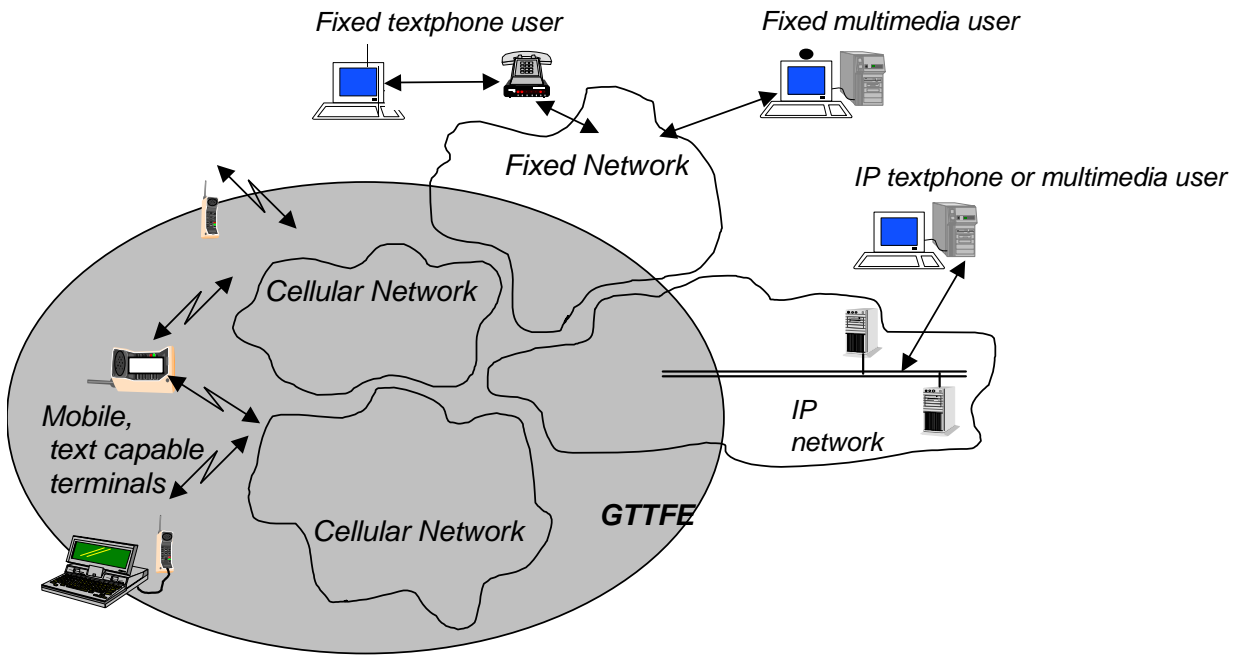 Fixed textphone user
Fixed multimedia user
Fixed Network
IP textphone or multimedia user
Cellular Network
Mobile,
text capable
terminals
IP
network
GTTFE
Cellular Network